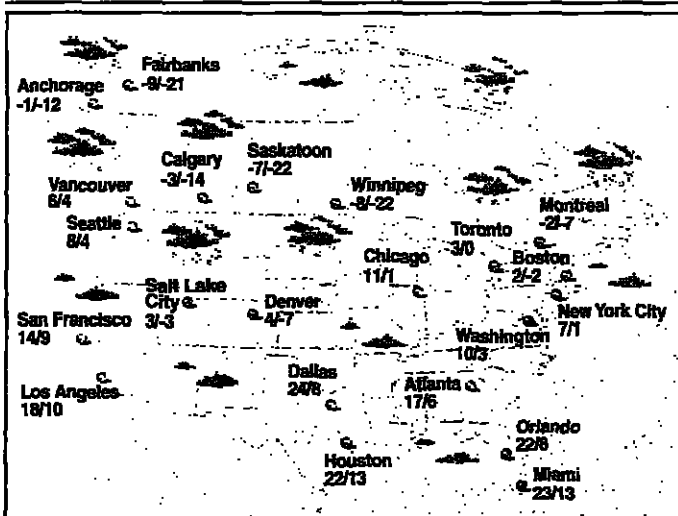 Fairbanks
-9/-21
Anchorage
-1/-12
Calgary
-3/-14
Saskatoon
-7/-22
Vancouver
6/4
Winnipeg
-8/-22
Seattle
8/4
Toronto
3/0
Montreal
-2/-7
Chicago
11/1
Boston
2/-2
Salt Lake
City
3/-3
Denver
4/-7
New York City
7/1
San Francisco
14/9
Washington
10/3
Los Angeles
18/10
Dallas
24/8
Atlanta
17/6
Houston
22/13
Orlando
22/8
Miami
23/13